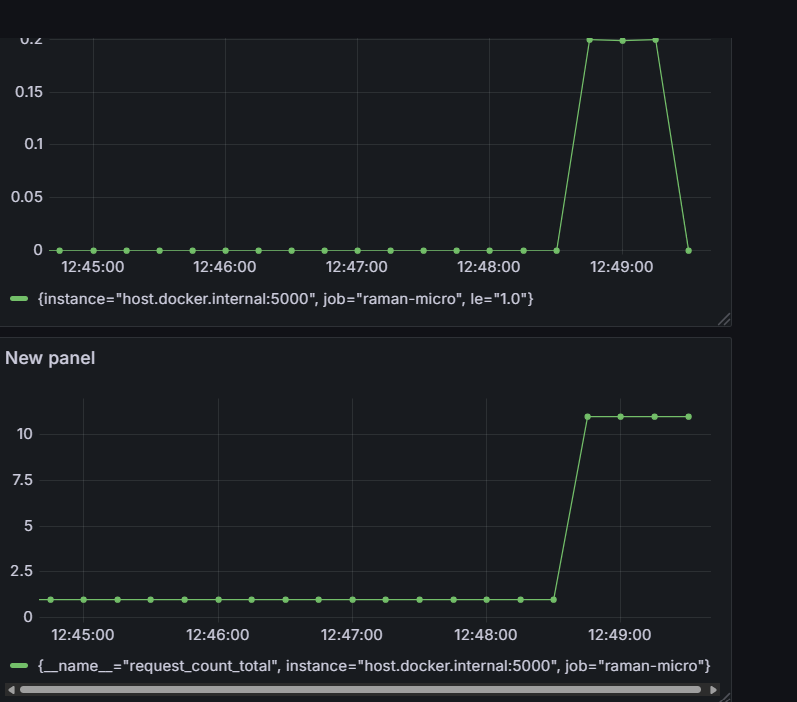 0.2
0.15
0.1
0.05
0
12:45:00 12:46:00 12:47:00 12:48:00 12:49:00
{instance="host.docker.internal:5000", job="raman-micro", le="1.0"}
New panel
10
7.5
5
2.5
0
12:45:00 12:46:00 12:47:00 12:48:00 12:49:00
{__name__="request_count_total", instance="host.docker.internal:5000", job="raman-micro"}